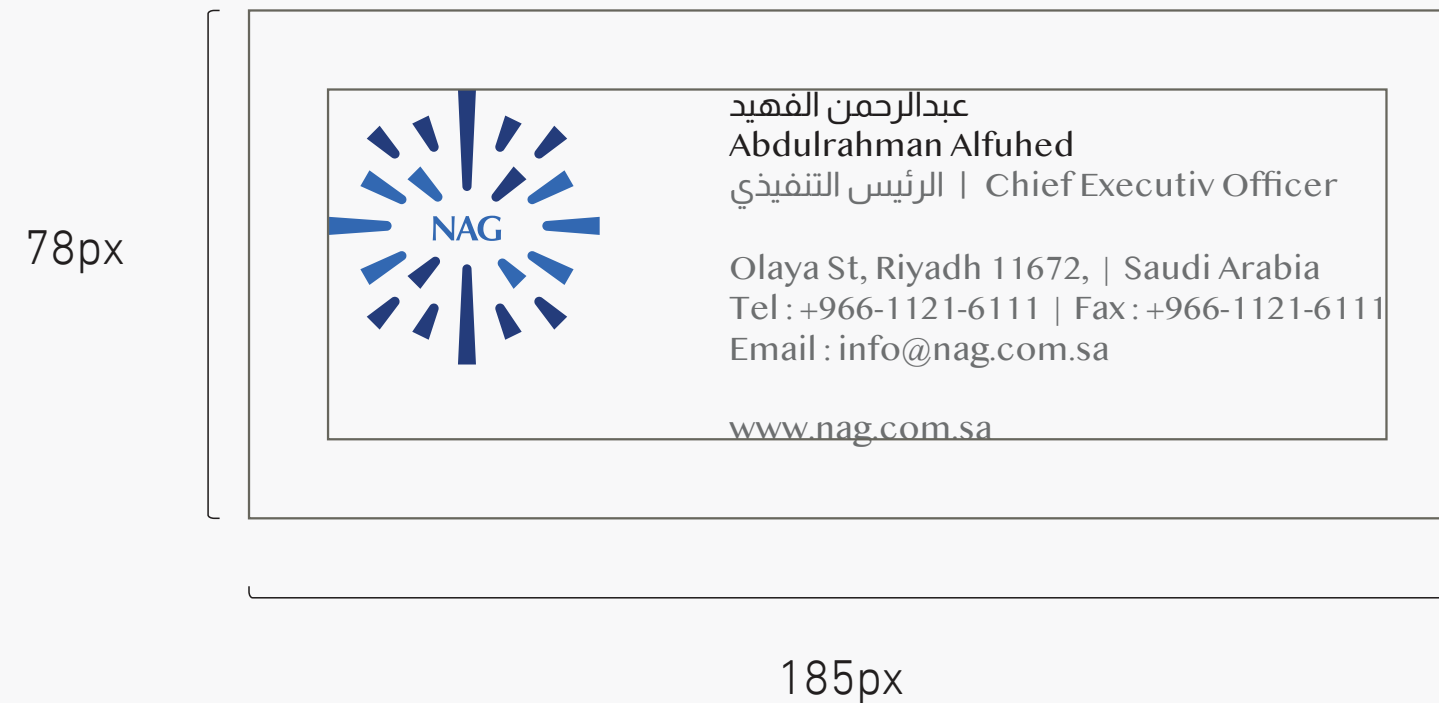 78px
NAG
عبدالرحمن الفهيد
Abdulrahman Alfuhed
الرئيس التنفيذي | Chief Executiv Officer
Olaya St, Riyadh 11672, | Saudi Arabia
Tel : +966-1121-6111 | Fax : +966-1121-6111
Email : info@nag.com.sa
www.nag.com.sa
185px